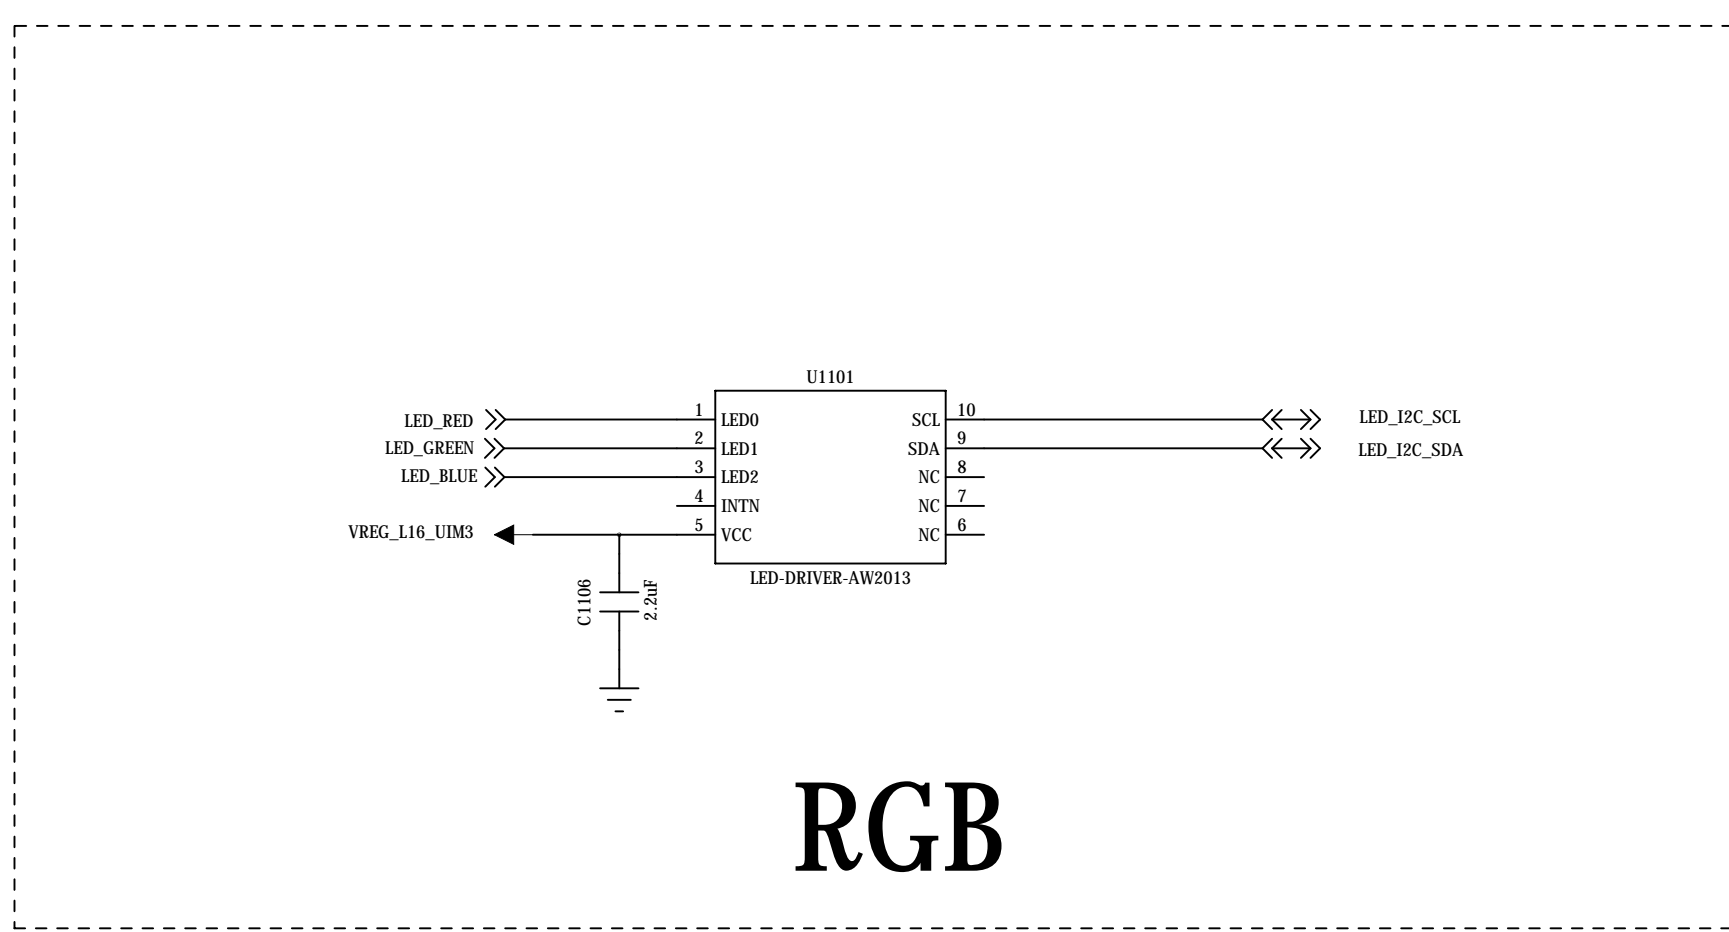 U1101
LED_RED 1 LED0 SCL 10 LED_I2C_SCL
LED_GREEN 2 LED1 SDA 9 LED_I2C_SDA
LED_BLUE 3 LED2 NC 8
4 INTN NC 7
VREG_L16_UIM3 5 VCC NC 6
LED-DRIVER-AW2013
C1106
2.2uF
RGB